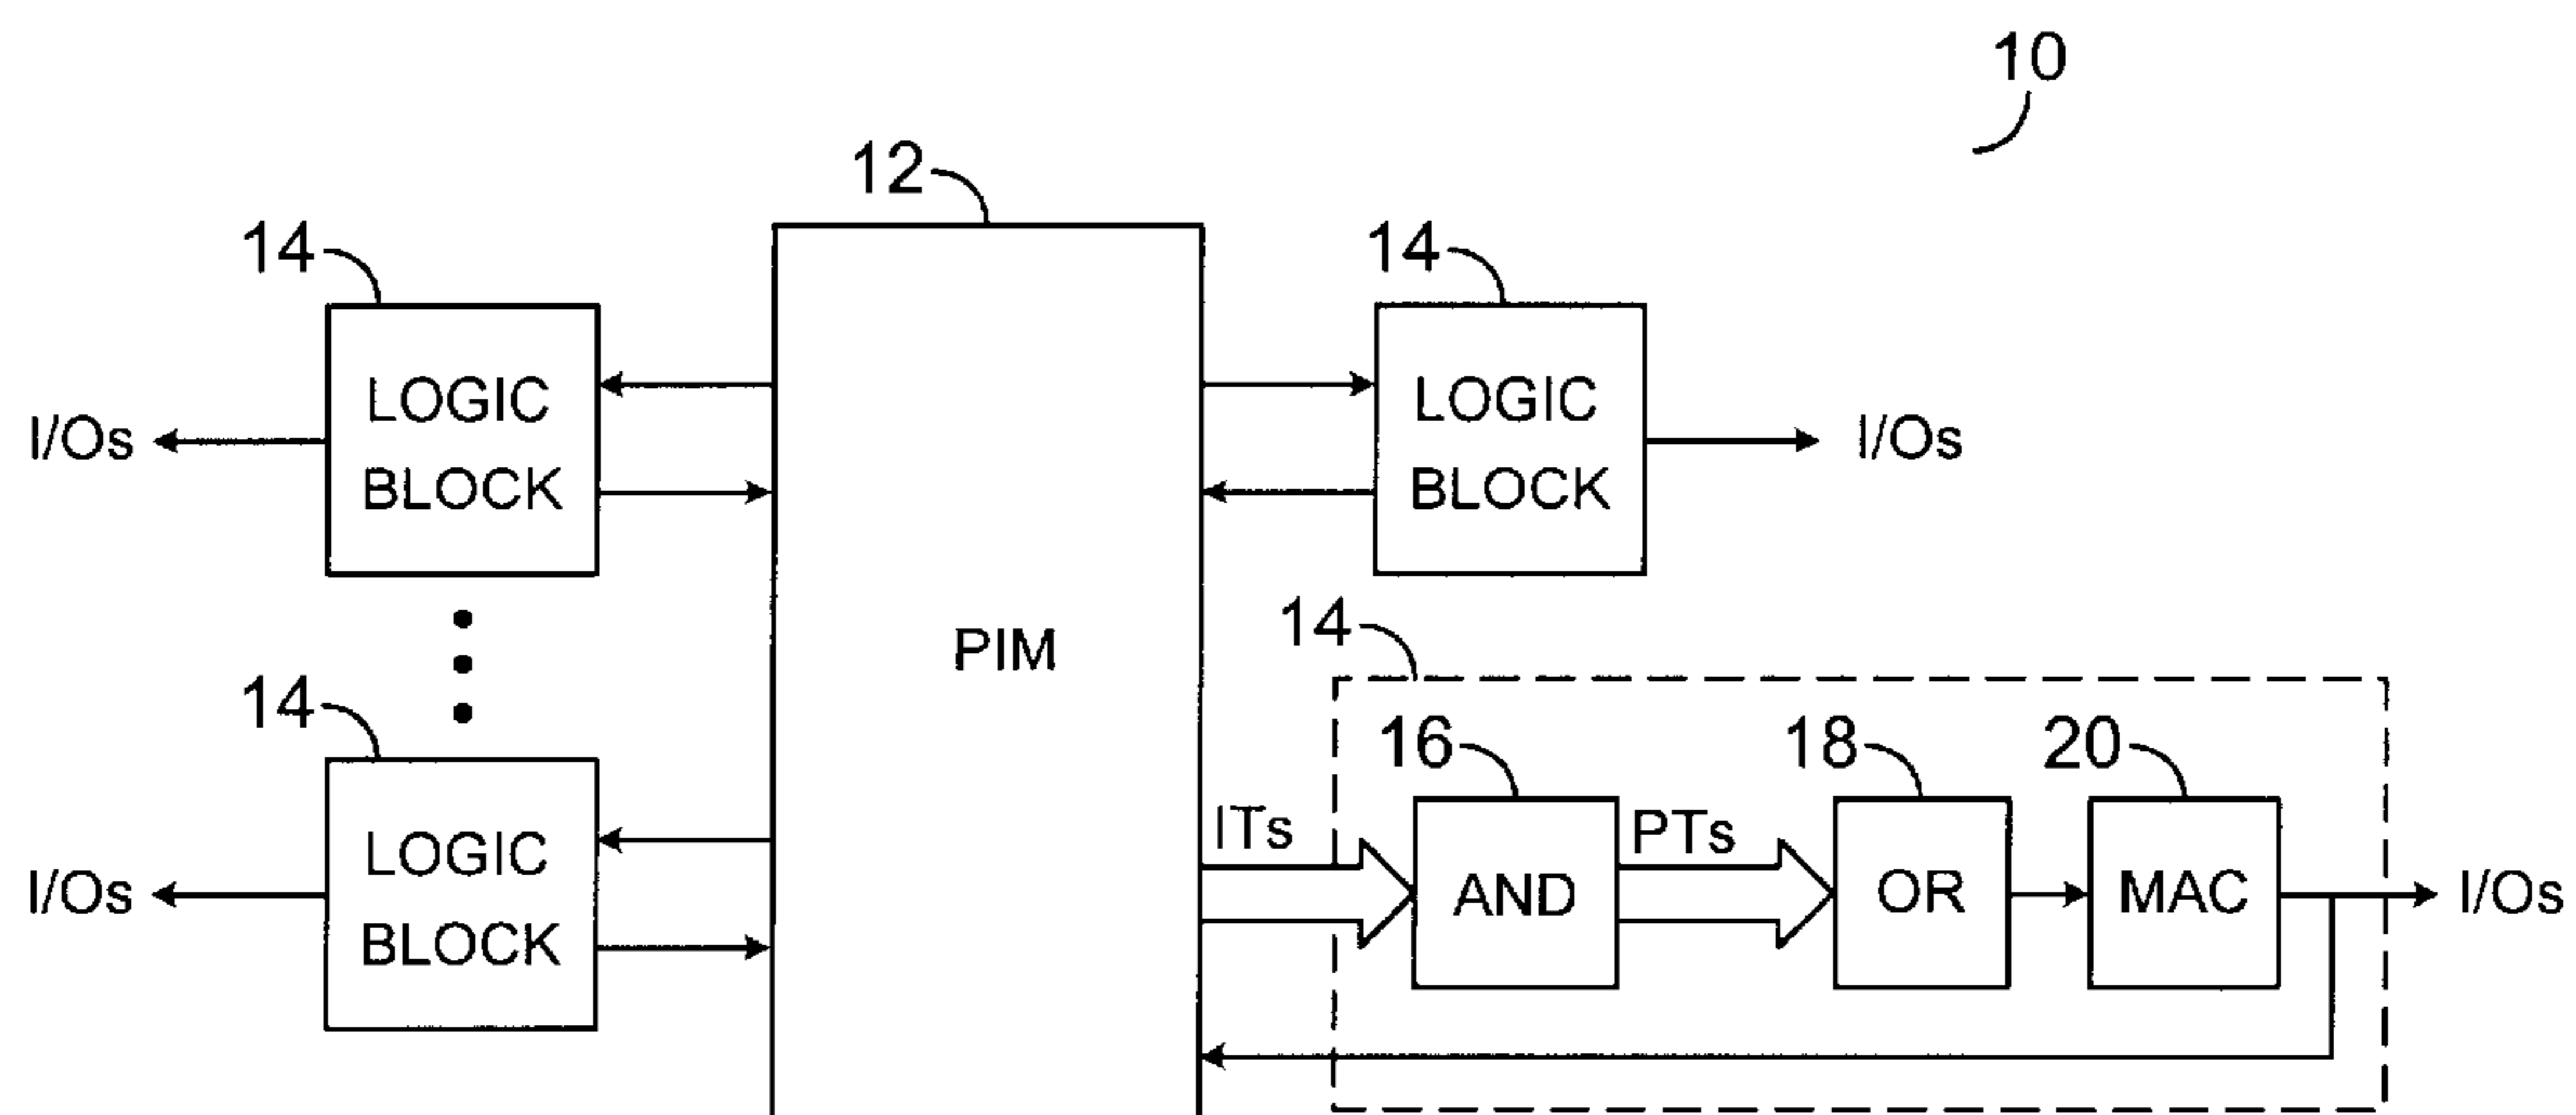 10
12
14
14
LOGIC
BLOCK
LOGIC
BLOCK
I/Os
I/Os
PIM
14
14
16
18
20
ITs
PTs
LOGIC
BLOCK
I/Os
AND
OR
MAC
I/Os